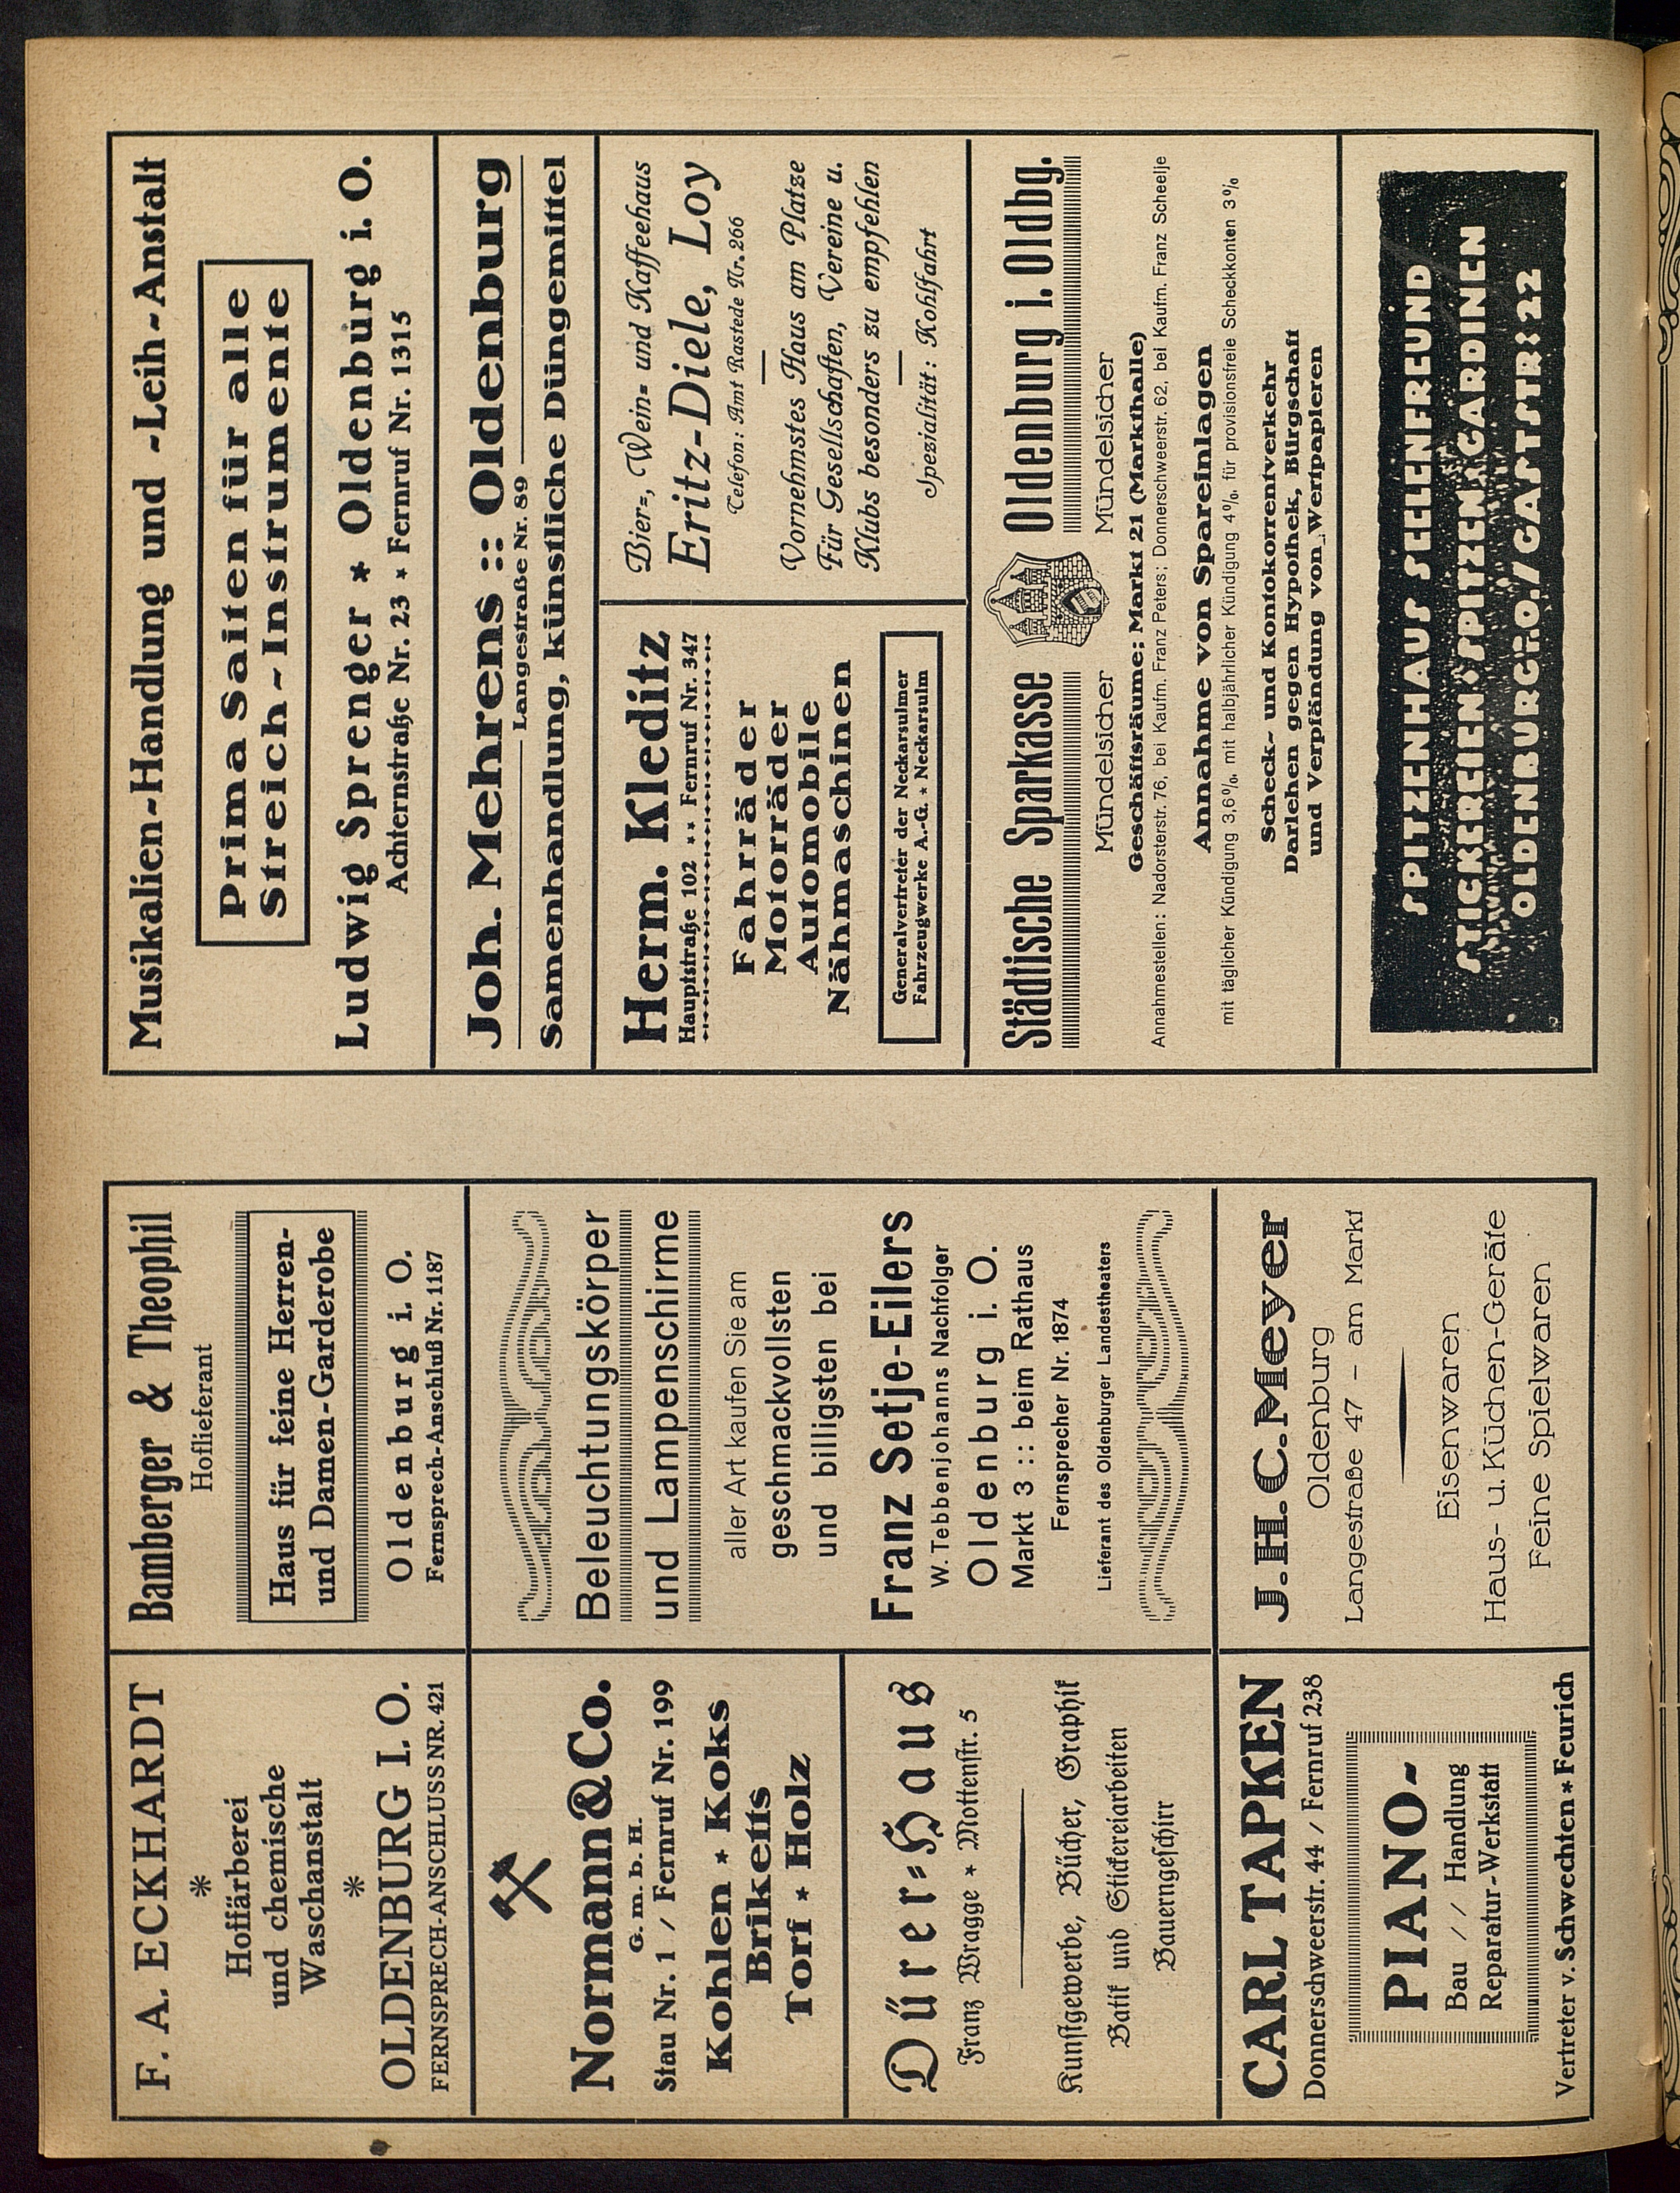 F. A. ECKHARDT
*
Hoffärberei
und chemische
Waschanstalt
*
OLDENBURG I. O.
FERNSPRECH-ANSCHLUSS NR. 421
Bamberger & Theophil
Hoflieferant
Haus für feine Herren-
und Damen-Garderobe
Oldenburg i. O.
Fernsprech-Anschluß Nr. 1187
Normann & Co.
G. m. b. H.
Stau Nr. 1 / Fernruf Nr. 199
Kohlen * Koks
Briketts
Torf * Holz
Dürer-Haus
Franz Wragge * Mottenstr. 5
Kunstgewerbe, Bücher, Graphik
Batik und Stickereiarbeiten
Bauerngeschirr
Beleuchtungskörper
und Lampenschirme
aller Art kaufen Sie am
geschmackvollsten
und billigsten bei
Franz Setje-Eilers
W. Tebbenjohanns Nachfolger
Oldenburg i. O.
Markt 3 :: beim Rathaus
Fernsprecher Nr. 1874
Lieferant des Oldenburger Landestheaters
CARL TAPKEN
Donnerschweerstr. 44 / Fernruf 238
PIANO-
Bau // Handlung
Reparatur-Werkstatt
Vertreter v. Schwechten * Feurich
J. H. C. Meyer
Oldenburg
Langestraße 47 – am Markt
Eisenwaren
Haus- u. Küchen-Geräte
Feine Spielwaren
Musikalien-Handlung und -Leih-Anstalt
Prima Saiten für alle
Streich-Instrumente
Ludwig Sprenger * Oldenburg i. O.
Achternstraße Nr. 23 * Fernruf Nr. 1315
Joh. Mehrens :: Oldenburg
Langestraße Nr. 89
Samenhandlung, künstliche Düngemittel
Herm. Kleditz
Hauptstraße 102 ** Fernruf Nr. 347
Fahrräder
Motorräder
Automobile
Nähmaschinen
Generalvertreter der Neckarsulmer
Fahrzeugwerke A.-G. * Neckarsulm
Bier-, Wein- und Kaffeehaus
Eritz-Diele, Loy
Telefon: Amt Rastede Nr. 266
Vornehmstes Haus am Platze
Für Gesellschaften, Vereine u.
Klubs besonders zu empfehlen
Spezialität: Kohlfahrt
Städtische Sparkasse Oldenburg i. Oldbg.
Mündelsicher Mündelsicher
Geschäftsräume: Markt 21 (Markthalle)
Annahmestellen: Nadorsterstr. 76, bei Kaufm. Franz Peters; Donnerschweerstr. 62, bei Kaufm. Franz Scheelje
Annahme von Spareinlagen
mit täglicher Kündigung 3,6%, mit halbjährlicher Kündigung 4%, für provisionsfreie Scheckkonten 3%
Scheck- und Kontokorrentverkehr
Darlehen gegen Hypothek, Bürgschaft
und Verpfändung von Wertpapieren
SPITZENHAUS SELLENFREUND
STICKEREIEN • SPITZEN • GARDINEN
OLDENBURG i. O. / GASTSTR: 22